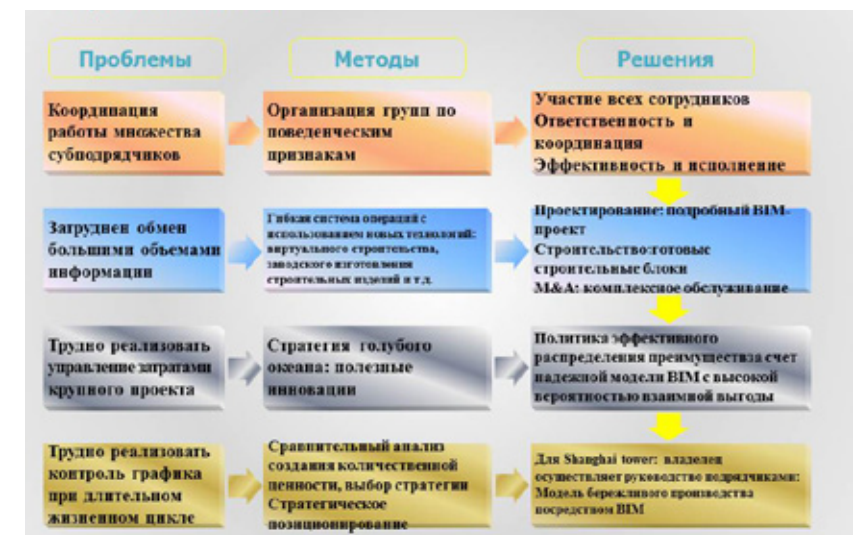 Проблемы
Методы
Решения
Координация
работы множества
субподрядчиков
Организация групп по
поведенческим
признакам
Участие всех сотрудников
Ответственность и
координация
Эффективность и исполнение
Загруднен обмен
большими объемами
информации
Гибкая система операций с
использованием новых технологий:
виртуального строительства,
заводского изготовления
строительных изделий и т.д.
Проектирование: подробный BIM-
проект
Строительство:готовые
строительные блоки
M&A: комплексное обслуживание
Трудно реализовать
управление затратами
крупного проекта
Стратегия голубого
океана: полезные
инновации
Политика эффективного
распределения преимуществза счет
надежной модели BIM с высокой
вероятностью взаимной выгоды
Трудно реализовать
контроль графика
при длительном
жизненном цикле
Сравнительный анализ
создания количественной
ценности, выбор стратегии
Стратегическое
позиционирование
Для Shanghai tower: владелец
осуществляет руководство подрядчиками:
Модель бережливого производства
посредством BIM